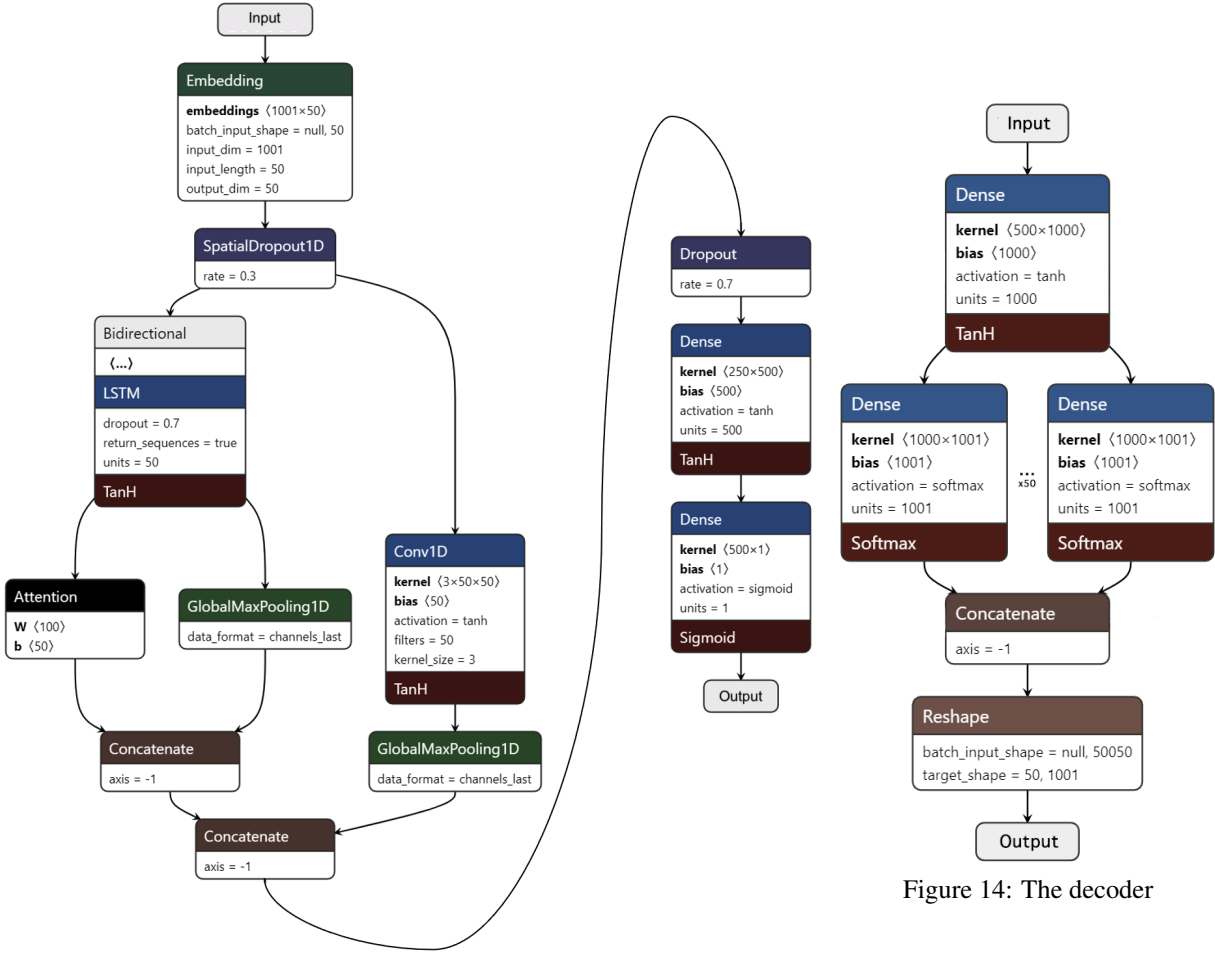 Input
Embedding
embeddings 〈1001×50〉
batch_input_shape = null, 50
input_dim = 1001
input_length = 50
output_dim = 50
SpatialDropout1D
rate = 0.3
Bidirectional
〈...〉
LSTM
dropout = 0.7
return_sequences = true
units = 50
TanH
Attention
W 〈100〉
b 〈50〉
GlobalMaxPooling1D
data_format = channels_last
Conv1D
kernel 〈3×50×50〉
bias 〈50〉
activation = tanh
filters = 50
kernel_size = 3
TanH
GlobalMaxPooling1D
data_format = channels_last
Concatenate
axis = -1
Concatenate
axis = -1
Dropout
rate = 0.7
Dense
kernel 〈250×500〉
bias 〈500〉
activation = tanh
units = 500
TanH
Dense
kernel 〈500×1〉
bias 〈1〉
activation = sigmoid
units = 1
Sigmoid
Output
Input
Dense
kernel 〈500×1000〉
bias 〈1000〉
activation = tanh
units = 1000
TanH
Dense
kernel 〈1000×1001〉
bias 〈1001〉
activation = softmax
units = 1001
Softmax
...
x50
Dense
kernel 〈1000×1001〉
bias 〈1001〉
activation = softmax
units = 1001
Softmax
Concatenate
axis = -1
Reshape
batch_input_shape = null, 50050
target_shape = 50, 1001
Output
Figure 14: The decoder